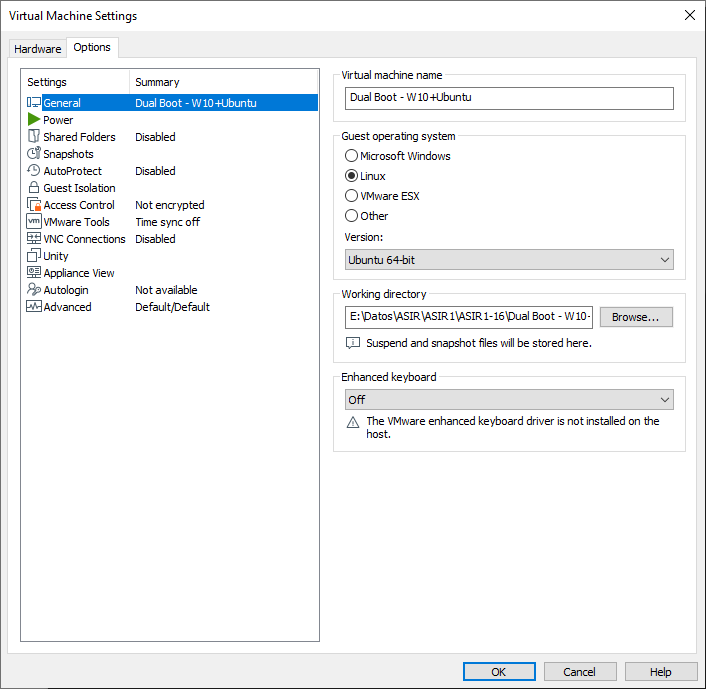 Virtual Machine Settings
Hardware
Options
Settings Summary
General Dual Boot - W10+Ubuntu
Power
Shared Folders Disabled
Snapshots
AutoProtect Disabled
Guest Isolation
Access Control Not encrypted
vm VMware Tools Time sync off
VNC Connections Disabled
Unity
Appliance View
Autologin Not available
Advanced Default/Default
Virtual machine name
Dual Boot - W10+Ubuntu
Guest operating system
Microsoft Windows
Linux
VMware ESX
Other
Version:
Ubuntu 64-bit
Working directory
E:\Datos\ASIR\ASIR1\ASIR1-16\Dual Boot - W10-
Browse...
Suspend and snapshot files will be stored here.
Enhanced keyboard
Off
The VMware enhanced keyboard driver is not installed on the
host.
OK
Cancel
Help